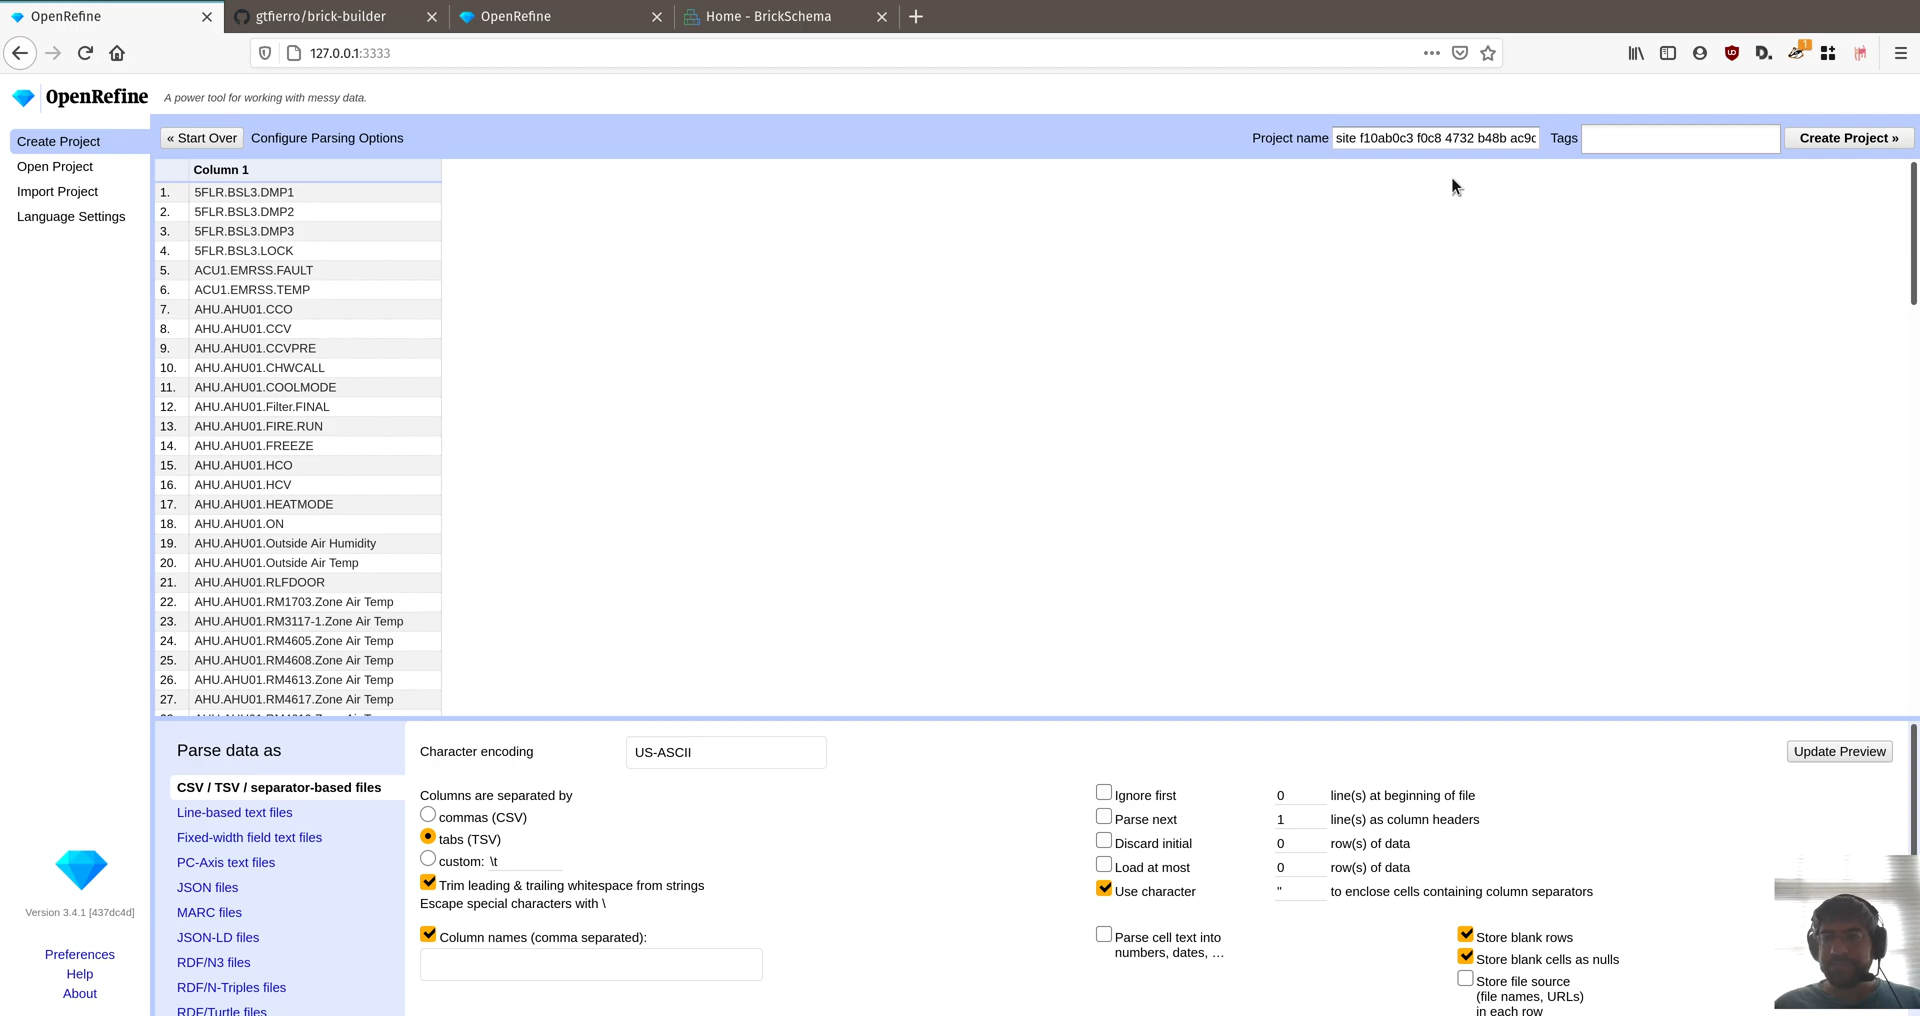 OpenRefine
gtfierro/brick-builder
OpenRefine
Home - BrickSchema
127.0.0.1:3333
1
OpenRefine
A power tool for working with messy data.
Create Project
Open Project
Import Project
Language Settings
« Start Over
Configure Parsing Options
Project name
site f10ab0c3 f0c8 4732 b48b ac9c
Tags
Create Project »
Column 1
1. 5FLR.BSL3.DMP1
2. 5FLR.BSL3.DMP2
3. 5FLR.BSL3.DMP3
4. 5FLR.BSL3.LOCK
5. ACU1.EMRSS.FAULT
6. ACU1.EMRSS.TEMP
7. AHU.AHU01.CCO
8. AHU.AHU01.CCV
9. AHU.AHU01.CCVPRE
10. AHU.AHU01.CHWCALL
11. AHU.AHU01.COOLMODE
12. AHU.AHU01.Filter.FINAL
13. AHU.AHU01.FIRE.RUN
14. AHU.AHU01.FREEZE
15. AHU.AHU01.HCO
16. AHU.AHU01.HCV
17. AHU.AHU01.HEATMODE
18. AHU.AHU01.ON
19. AHU.AHU01.Outside Air Humidity
20. AHU.AHU01.Outside Air Temp
21. AHU.AHU01.RLFDOOR
22. AHU.AHU01.RM1703.Zone Air Temp
23. AHU.AHU01.RM3117-1.Zone Air Temp
24. AHU.AHU01.RM4605.Zone Air Temp
25. AHU.AHU01.RM4608.Zone Air Temp
26. AHU.AHU01.RM4613.Zone Air Temp
27. AHU.AHU01.RM4617.Zone Air Temp
Parse data as
CSV / TSV / separator-based files
Line-based text files
Fixed-width field text files
PC-Axis text files
JSON files
MARC files
JSON-LD files
RDF/N3 files
RDF/N-Triples files
RDF/Turtle files
Character encoding
US-ASCII
Update Preview
Columns are separated by
commas (CSV)
tabs (TSV)
custom: \t
Trim leading & trailing whitespace from strings
Escape special characters with \
Column names (comma separated):
Ignore first 0 line(s) at beginning of file
Parse next 1 line(s) as column headers
Discard initial 0 row(s) of data
Load at most 0 row(s) of data
Use character " to enclose cells containing column separators
Parse cell text into
numbers, dates, ...
Store blank rows
Store blank cells as nulls
Store file source
(file names, URLs)
in each row
Version 3.4.1 [437dc4d]
Preferences
Help
About